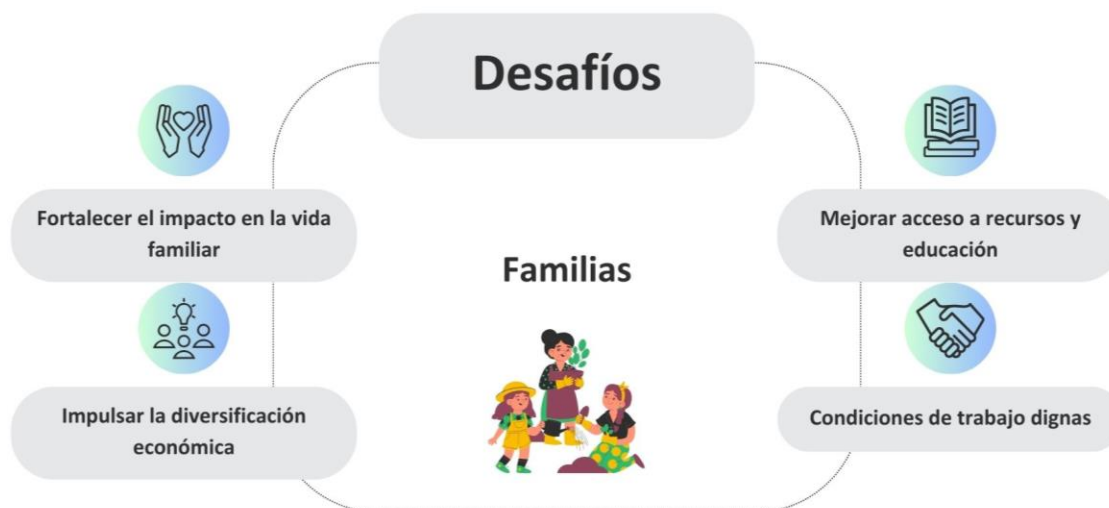 Desafíos
Fortalecer el impacto en la vida
familiar
Mejorar acceso a recursos y
educación
Familias
Impulsar la diversificación
económica
Condiciones de trabajo dignas